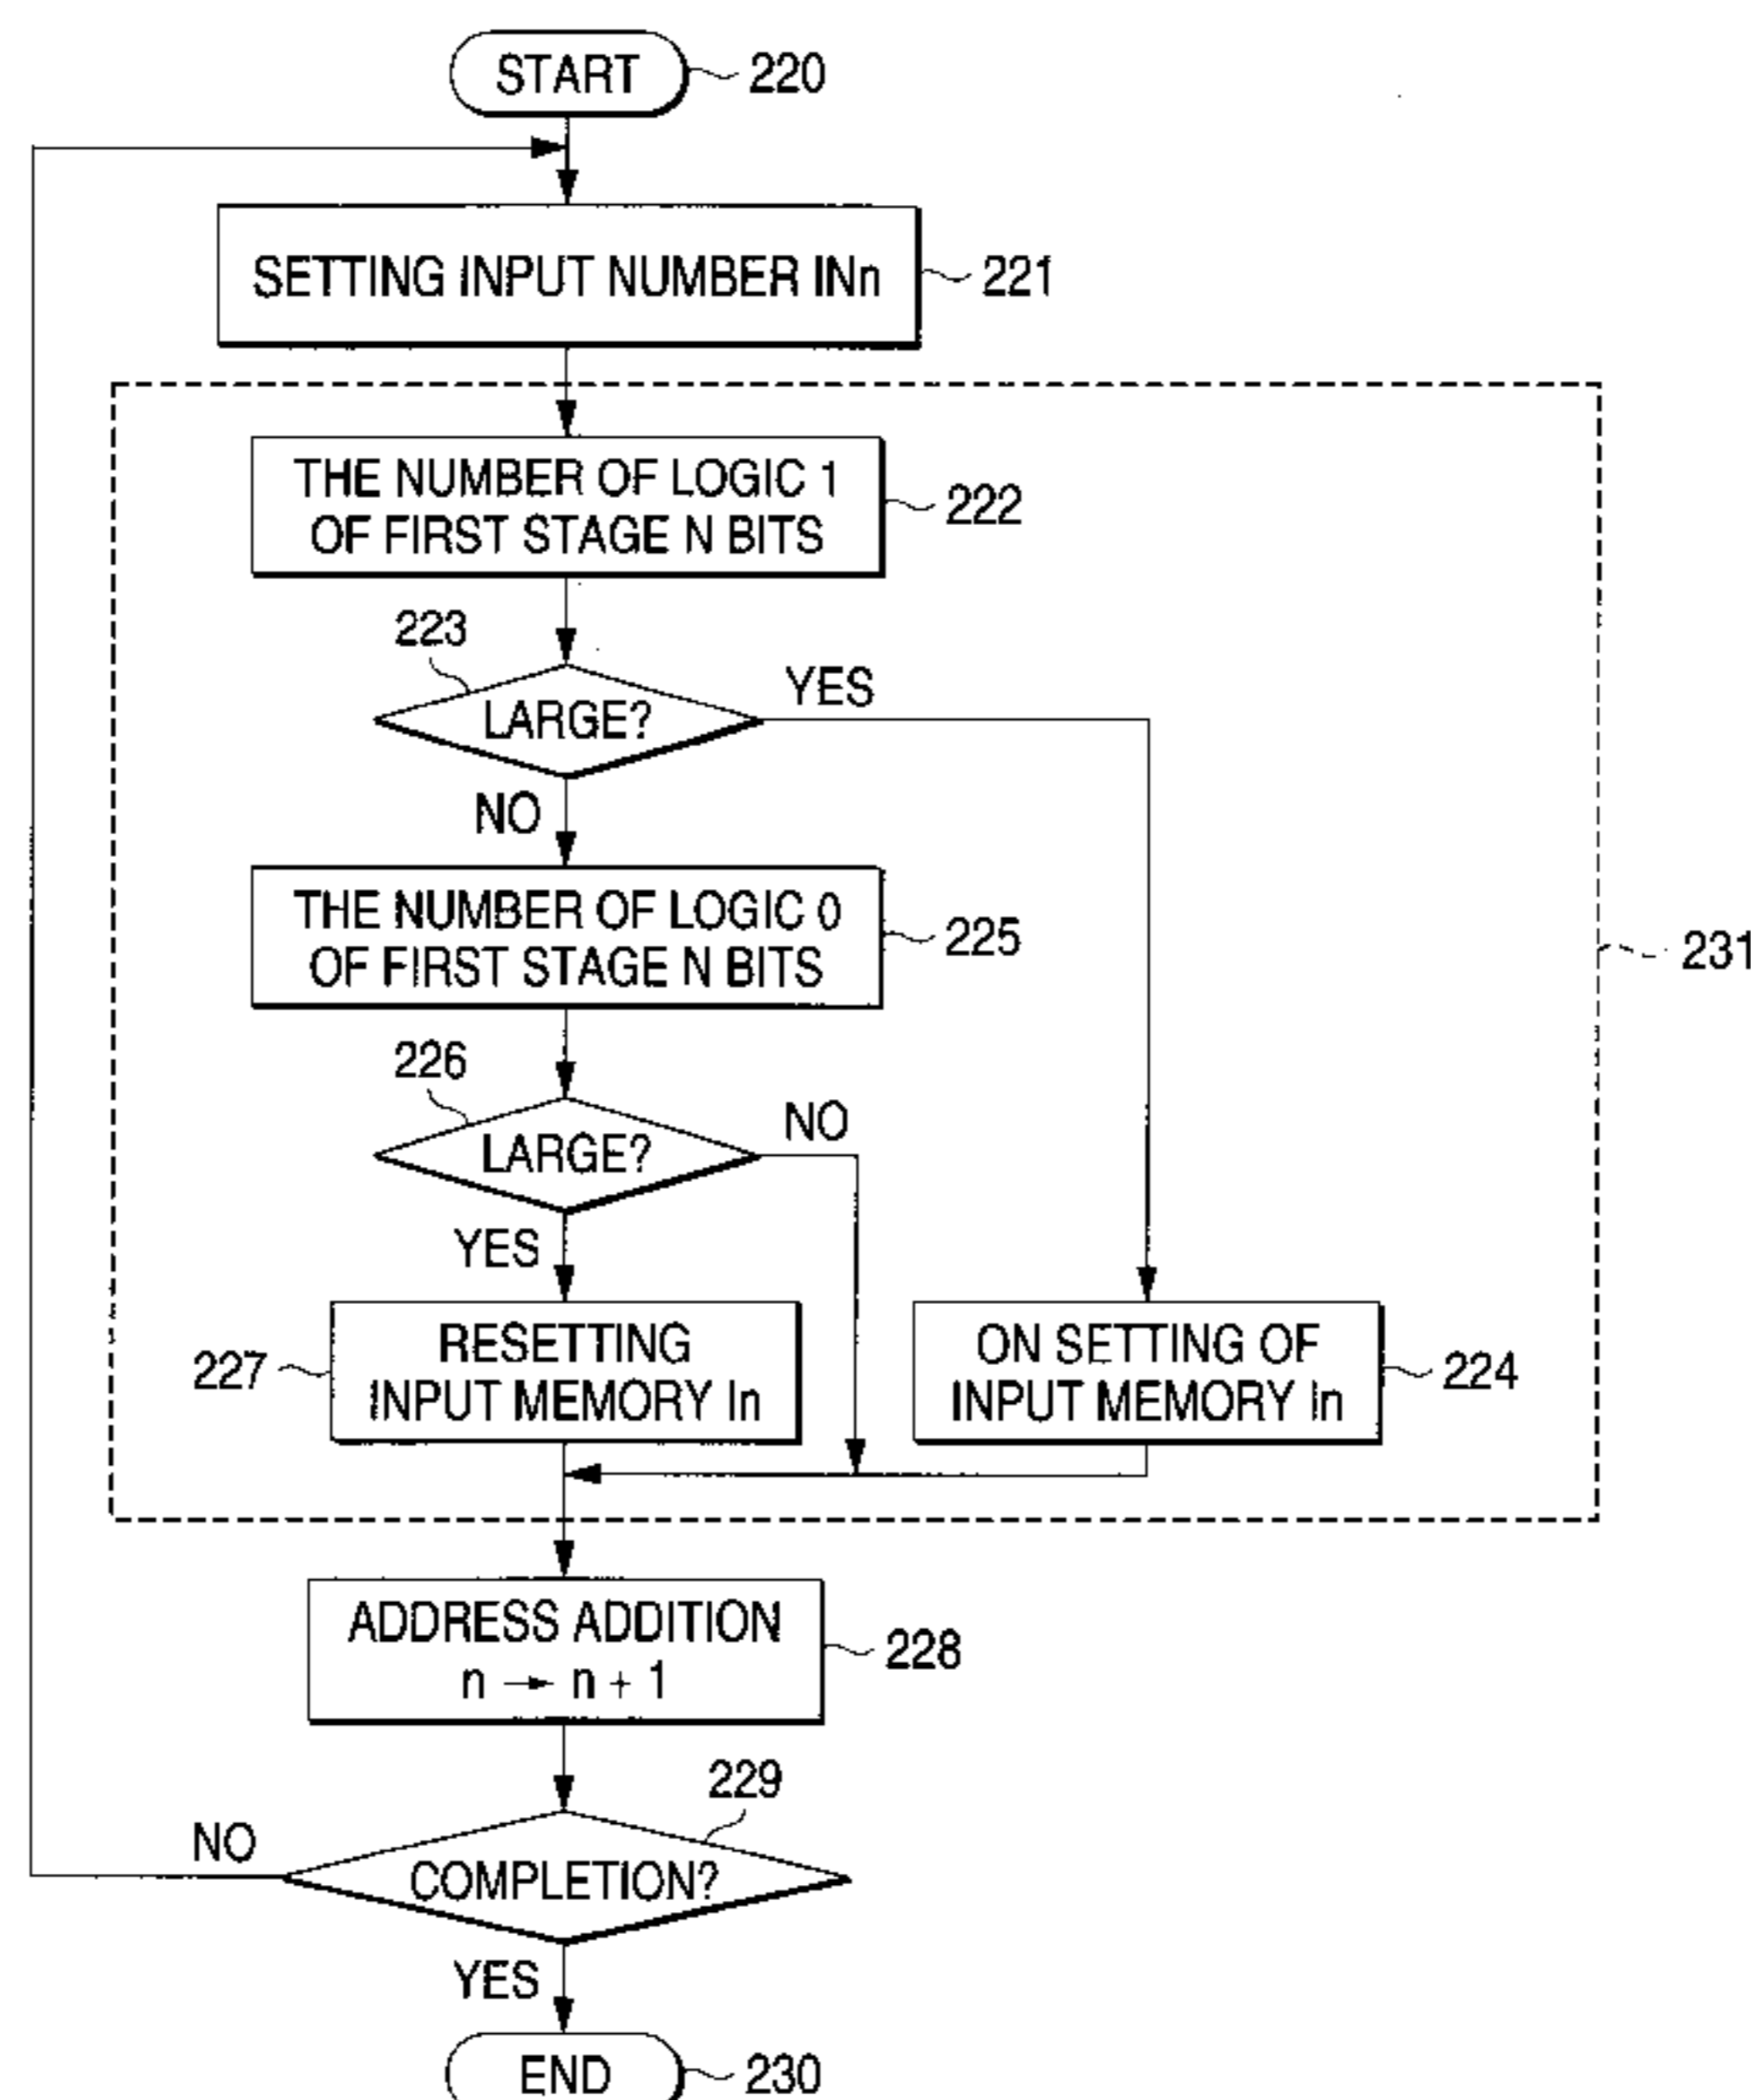 START
220
SETTING INPUT NUMBER INn
221
THE NUMBER OF LOGIC 1
OF FIRST STAGE N BITS
222
223
LARGE?
YES
NO
THE NUMBER OF LOGIC 0
OF FIRST STAGE N BITS
225
231
226
LARGE?
NO
YES
227
RESETTING
INPUT MEMORY In
ON SETTING OF
INPUT MEMORY In
224
ADDRESS ADDITION
n → n + 1
228
229
NO
COMPLETION?
YES
END
230